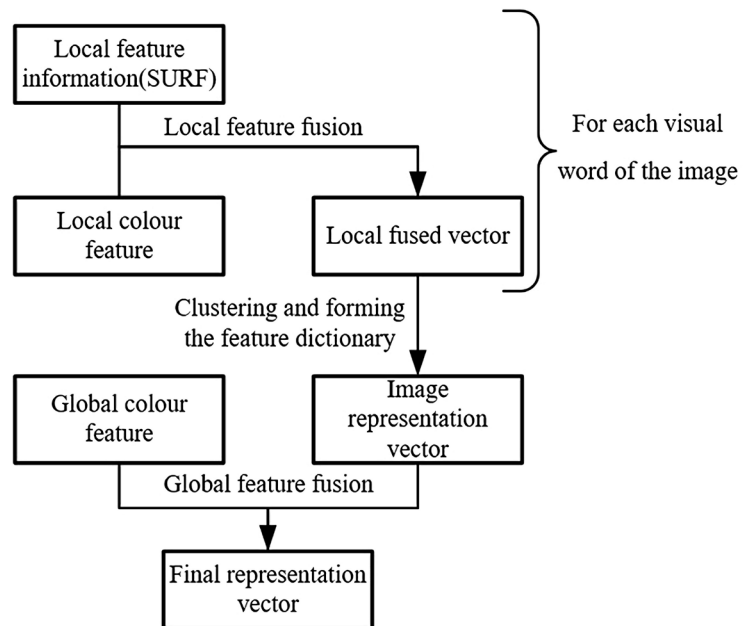 Local feature
information(SURF)
Local feature fusion
For each visual
word of the image
Local colour
feature
Local fused vector
Clustering and forming
the feature dictionary
Global colour
feature
Image
representation
vector
Global feature fusion
Final representation
vector